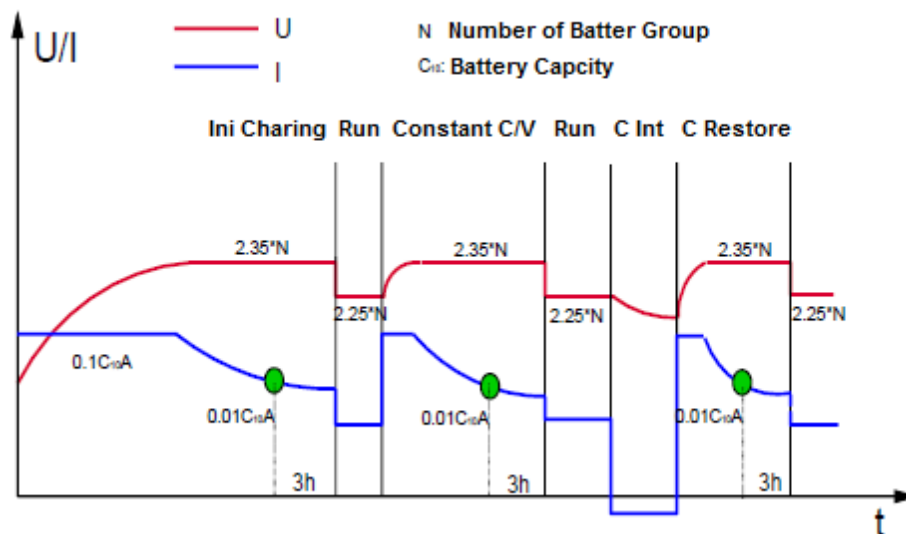 U/I
U
N Number of Batter Group
I
C₁₀: Battery Capcity
Ini Charing Run Constant C/V Run C Int C Restore
2.35*N 2.35*N 2.35*N
2.25*N 2.25*N 2.25*N
0.1C₁₀A
0.01C₁₀A 0.01C₁₀A 0.01C₁₀A
3h 3h 3h
t